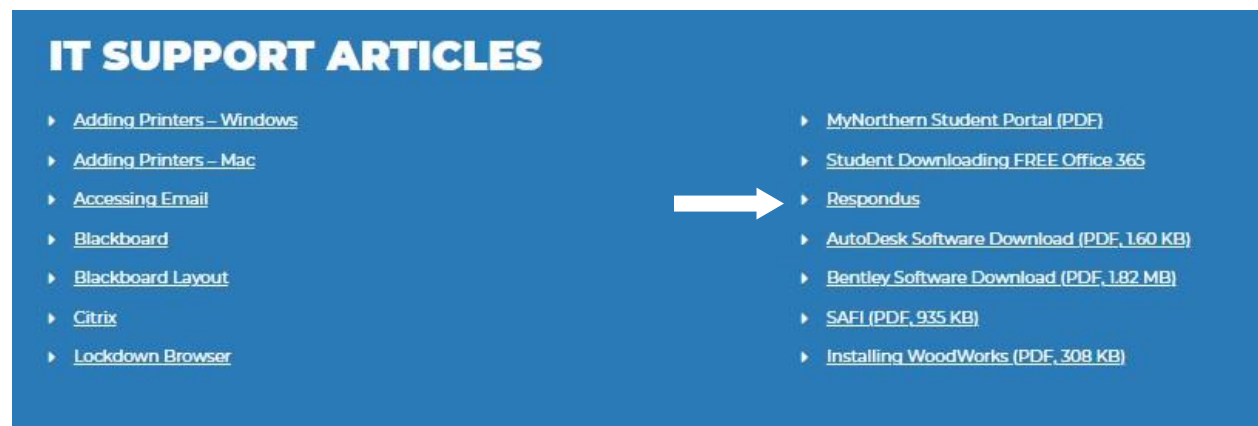 IT SUPPORT ARTICLES
Adding Printers – Windows
Adding Printers – Mac
Accessing Email
Blackboard
Blackboard Layout
Citrix
Lockdown Browser
MyNorthern Student Portal (PDF)
Student Downloading FREE Office 365
Respondus
AutoDesk Software Download (PDF, 1.60 KB)
Bentley Software Download (PDF, 1.82 MB)
SAFI (PDF, 935 KB)
Installing WoodWorks (PDF, 308 KB)